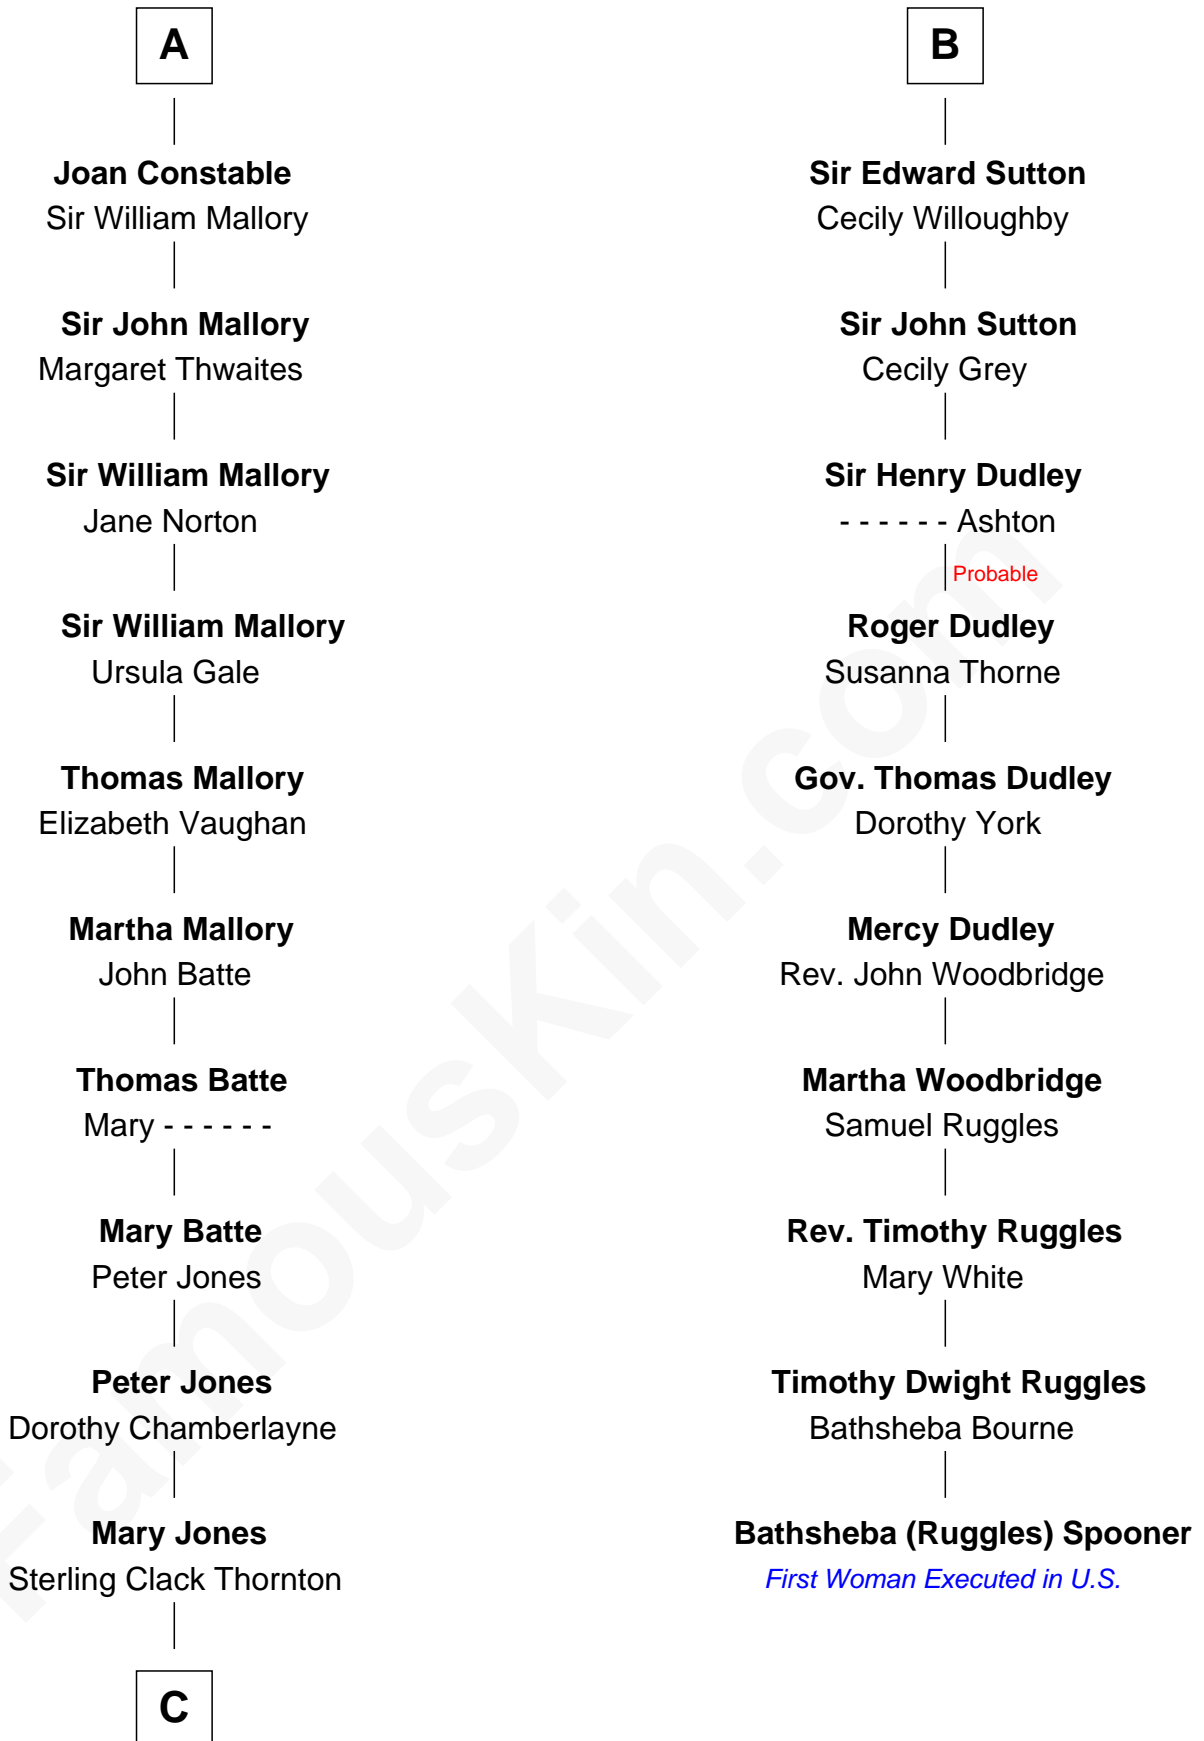 A
Joan Constable
Sir William Mallory
Sir John Mallory
Margaret Thwaites
Sir William Mallory
Jane Norton
Sir William Mallory
Ursula Gale
Thomas Mallory
Elizabeth Vaughan
Martha Mallory
John Batte
Thomas Batte
Mary - - - - - -
Mary Batte
Peter Jones
Peter Jones
Dorothy Chamberlayne
Mary Jones
Sterling Clack Thornton
C
B
Sir Edward Sutton
Cecily Willoughby
Sir John Sutton
Cecily Grey
Sir Henry Dudley
- - - - - - Ashton
Probable
Roger Dudley
Susanna Thorne
Gov. Thomas Dudley
Dorothy York
Mercy Dudley
Rev. John Woodbridge
Martha Woodbridge
Samuel Ruggles
Rev. Timothy Ruggles
Mary White
Timothy Dwight Ruggles
Bathsheba Bourne
Bathsheba (Ruggles) Spooner
First Woman Executed in U.S.
FamousKin.com